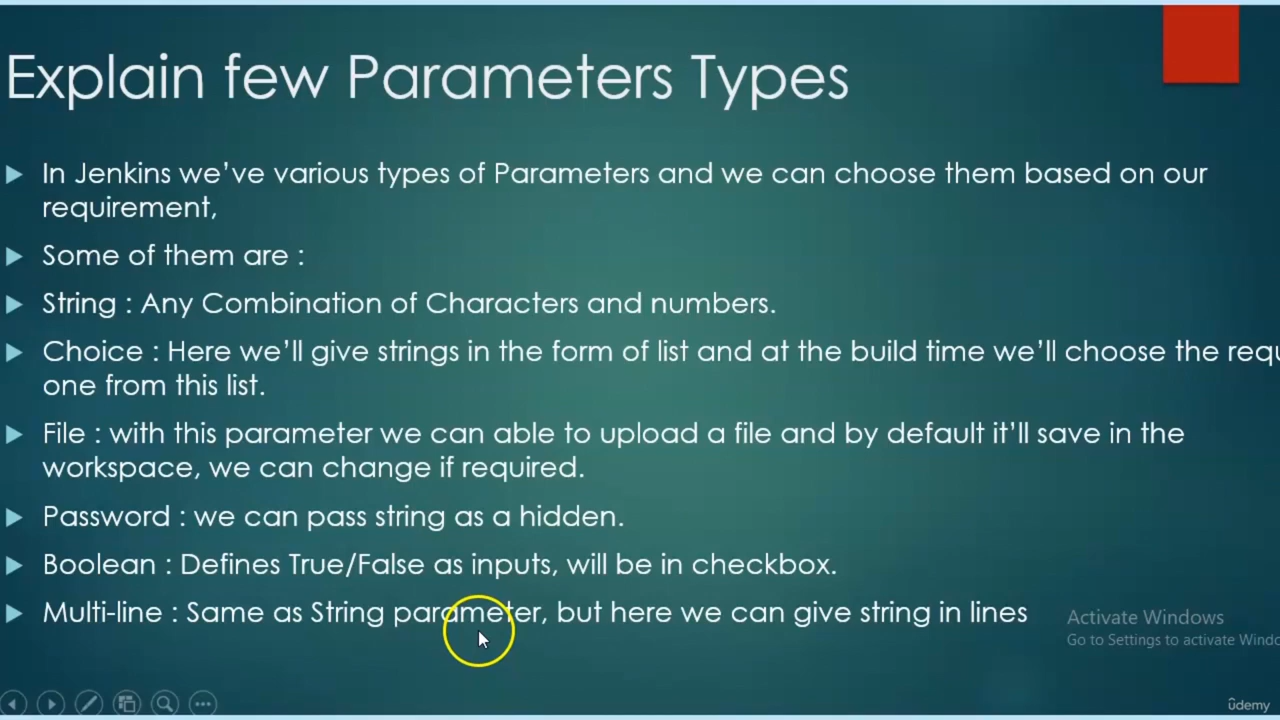 Explain few Parameters Types
In Jenkins we've various types of Parameters and we can choose them based on our
requirement,
Some of them are :
String : Any Combination of Characters and numbers.
Choice : Here we'll give strings in the form of list and at the build time we'll choose the
one from this list.
File : with this parameter we can able to upload a file and by default it'll save in the
workspace, we can change if required.
Password : we can pass string as a hidden.
Boolean : Defines True/False as inputs, will be in checkbox.
Multi-line : Same as String parameter, but here we can give string in lines
Activate Windows
Go to Settings to activate
ûdemy